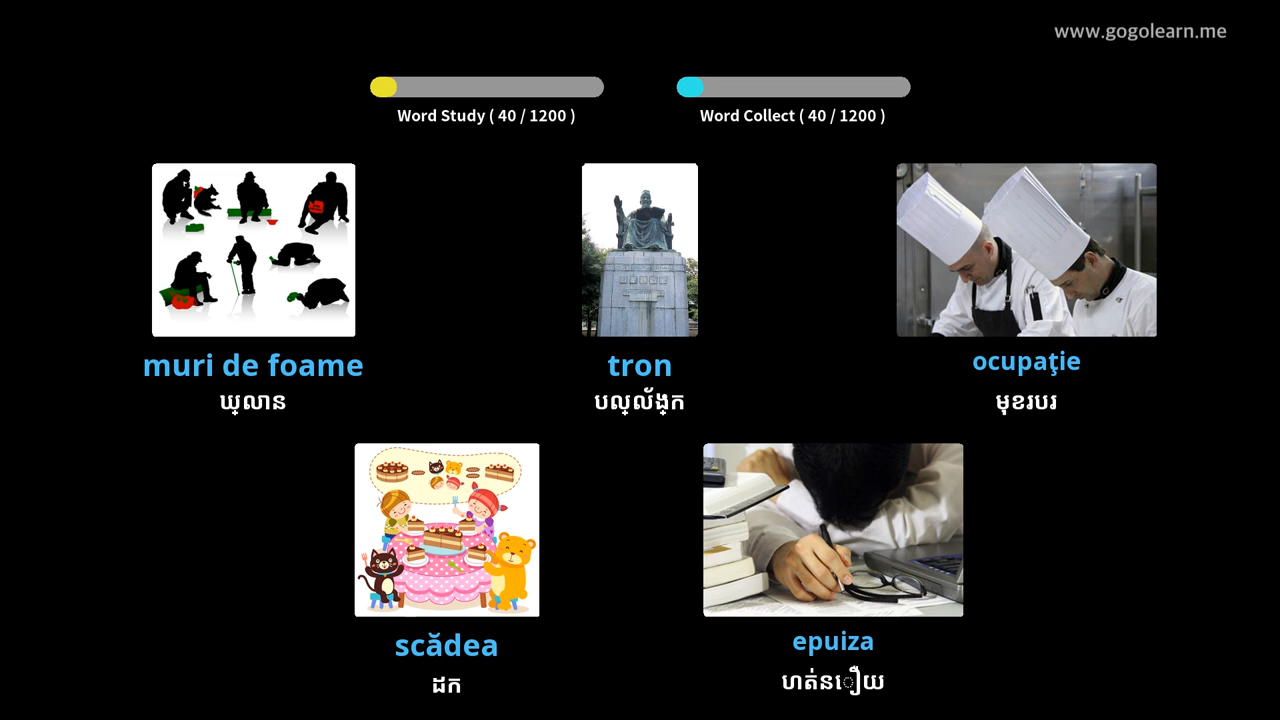 www.gogolearn.me
Word Study ( 40 / 1200 )
Word Collect ( 40 / 1200 )
muri de foame
ឃ្លាន
tron
បល្ល័ង្ក
ocupaţie
មុខរបរ
scădea
ដក
epuiza
ហត់នឿយ